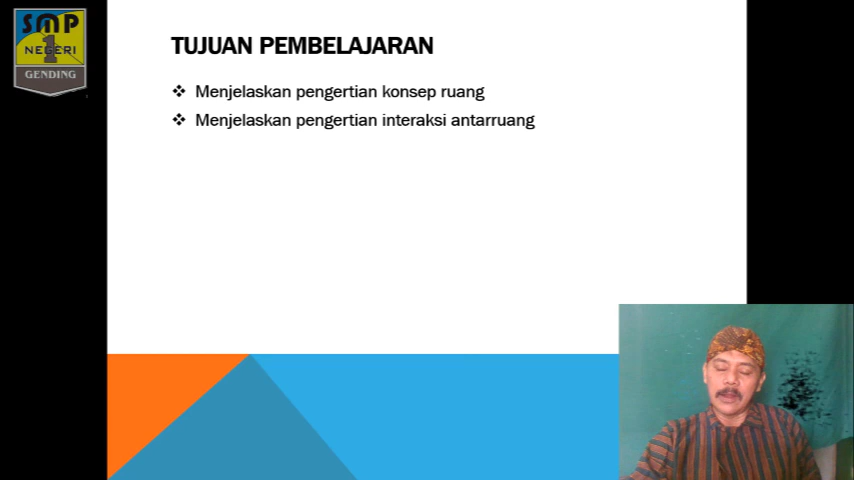 SMP
1
NEGERI
GENDING
TUJUAN PEMBELAJARAN
Menjelaskan pengertian konsep ruang
Menjelaskan pengertian interaksi antarruang